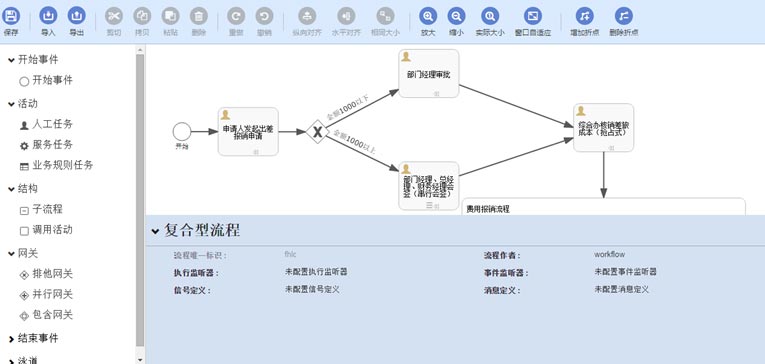 保存 导入 导出 剪切 拷贝 粘贴 删除 重做 撤销 纵向对齐 水平对齐 相同大小 放大 缩小 实际大小 窗口自适应 增加折点 删除折点
开始事件
开始事件
活动
人工任务
服务任务
业务规则任务
结构
子流程
调用活动
网关
排他网关
并行网关
包含网关
结束事件
泳道
开始
申请人发起出差
报销申请
金额1000以下
金额1000以上
部门经理审批
部门经理、总经
理、财务经理会
签（串行会签）
综合办核销差旅
成本（抢占式）
费用报销流程
复合型流程
流程唯一标识： fhlc 流程作者： workflow
执行监听器： 未配置执行监听器 事件监听器： 未配置事件监听器
信号定义： 未配置信号定义 消息定义： 未配置消息定义